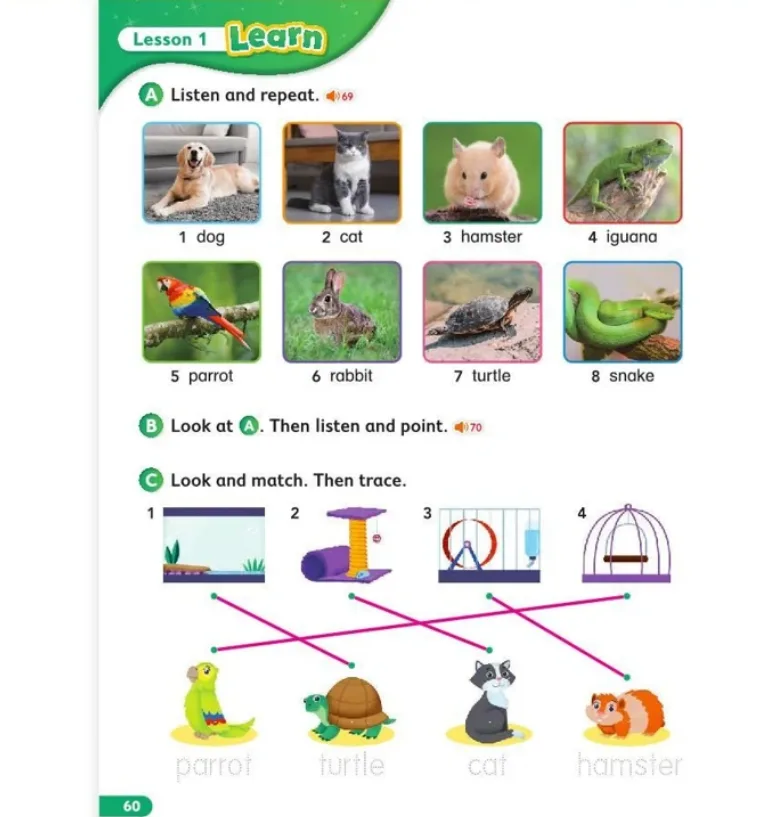 Lesson 1 Learn
A Listen and repeat. 69
1 dog 2 cat 3 hamster 4 iguana
5 parrot 6 rabbit 7 turtle 8 snake
B Look at A. Then listen and point. 70
C Look and match. Then trace.
1 2 3 4
parrot turtle cat hamster
60